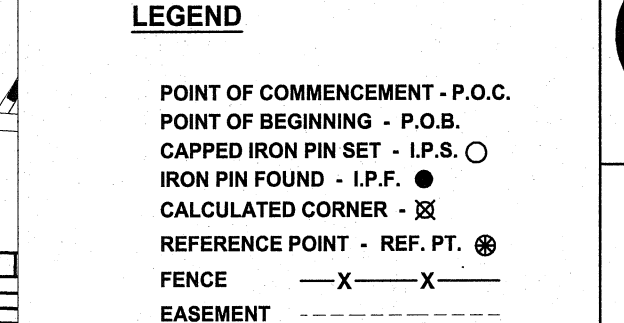 LEGEND
POINT OF COMMENCEMENT - P.O.C.
POINT OF BEGINNING - P.O.B.
CAPPED IRON PIN SET - I.P.S.
IRON PIN FOUND - I.P.F.
CALCULATED CORNER -
REFERENCE POINT - REF. PT.
FENCE X X
EASEMENT